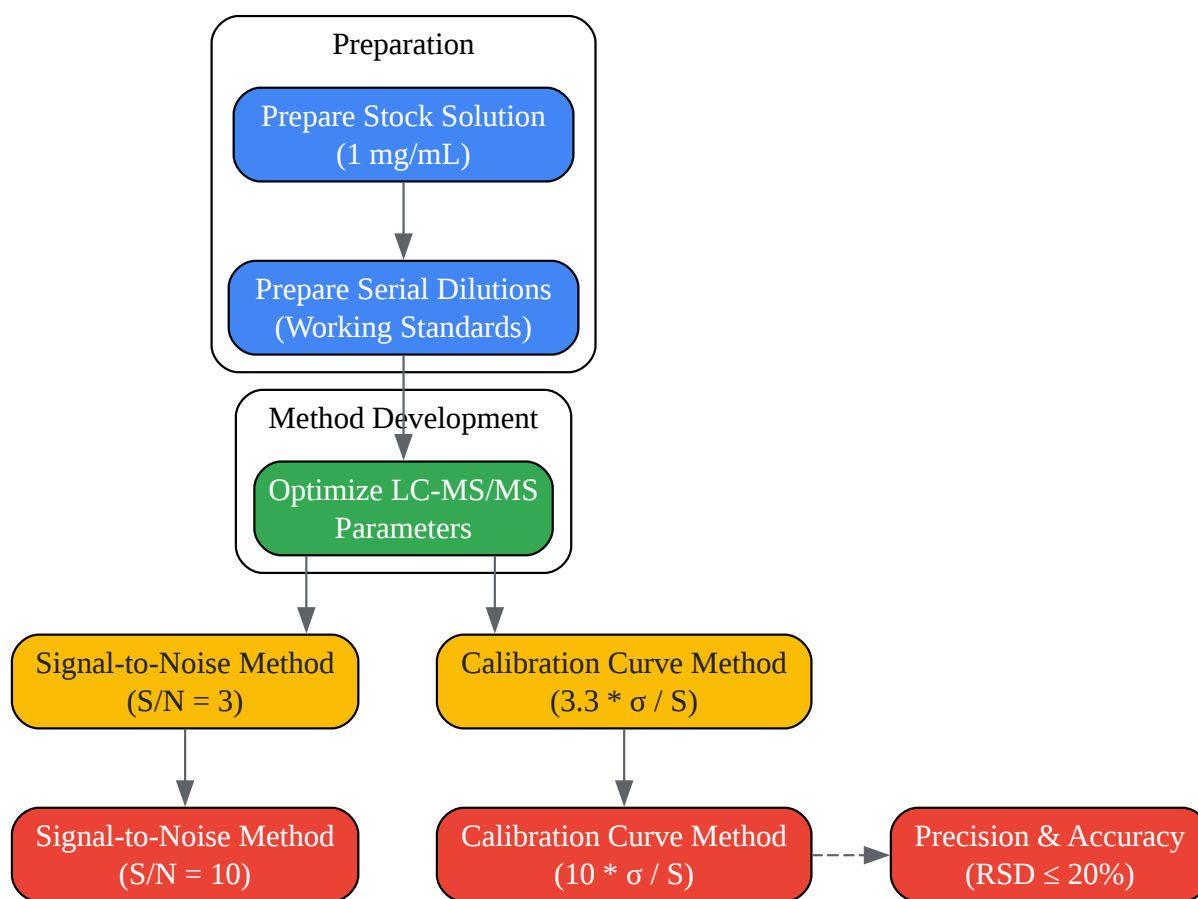 Preparation
Prepare Stock Solution
(1 mg/mL)
Prepare Serial Dilutions
(Working Standards)
Method Development
Optimize LC-MS/MS
Parameters
Signal-to-Noise Method
(S/N = 3)
Calibration Curve Method
(3.3 * σ / S)
Signal-to-Noise Method
(S/N = 10)
Calibration Curve Method
(10 * σ / S)
Precision & Accuracy
(RSD ≤ 20%)